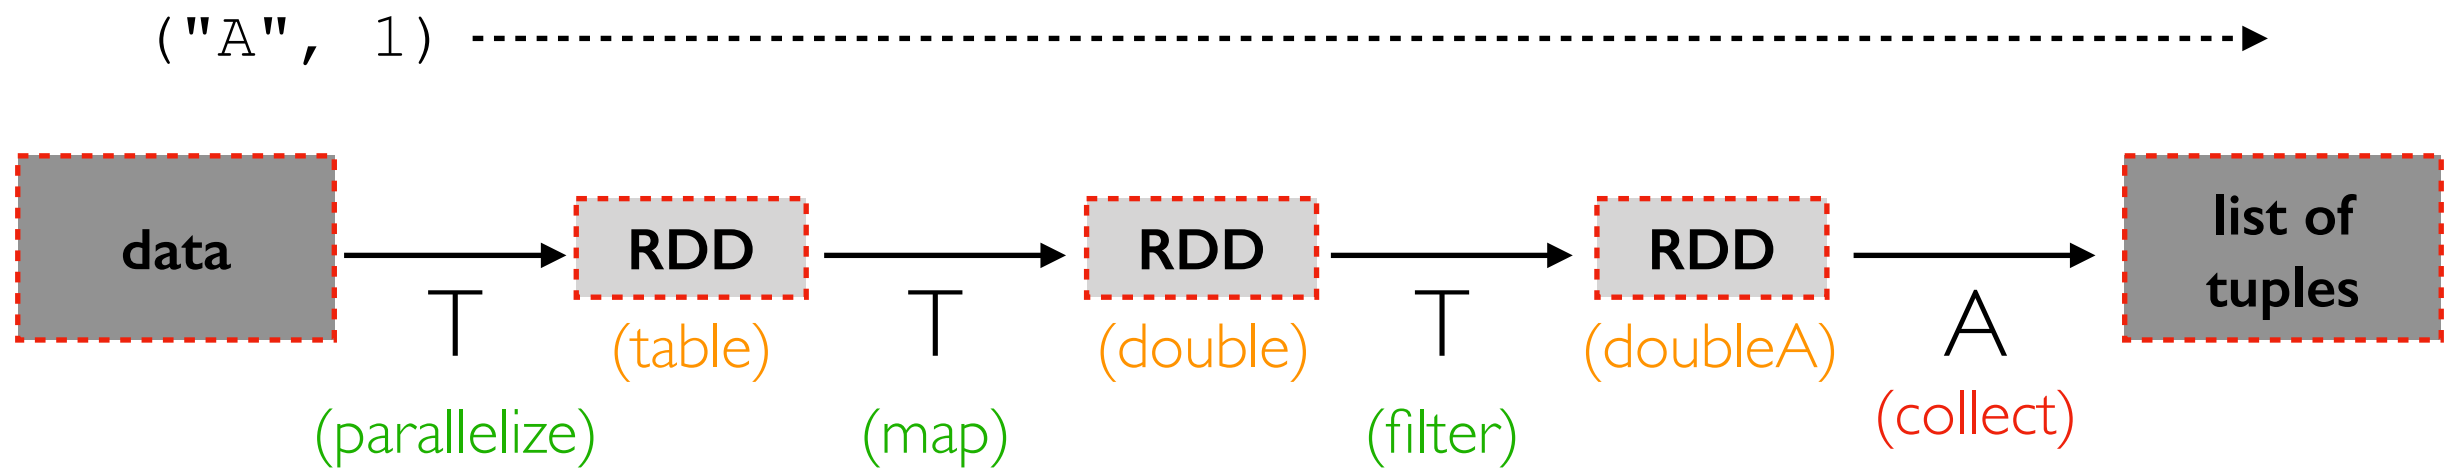 ("A", 1)
data
RDD
RDD
RDD
list of
tuples
T
T
T
A
(table)
(double)
(doubleA)
(parallelize)
(map)
(filter)
(collect)